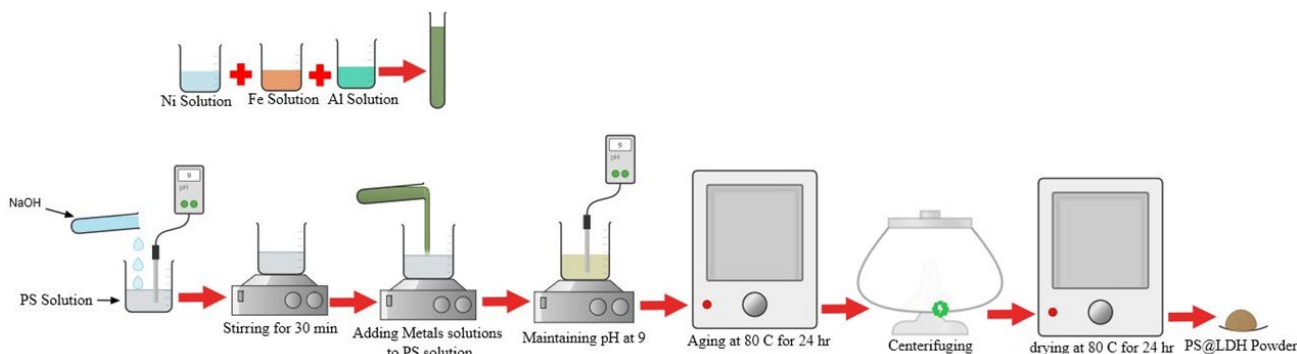 Ni Solution
Fe Solution
Al Solution
NaOH
9
pH
PS Solution
Stirring for 30 min
Adding Metals solutions
to PS solution
9
pH
Maintaining pH at 9
Aging at 80 C for 24 hr
Centerifuging
drying at 80 C for 24 hr
PS@LDH Powder